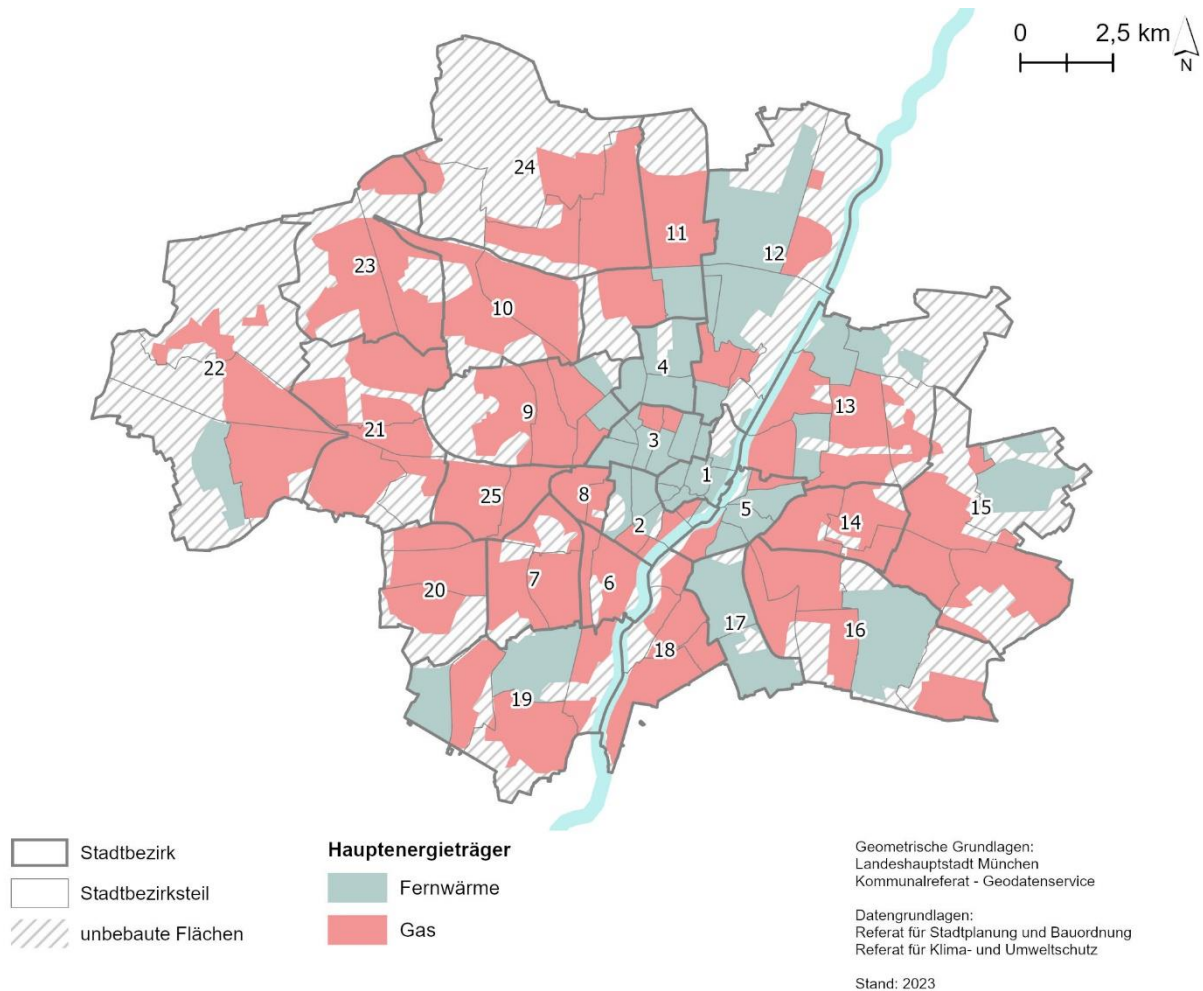 0 2,5 km
N
24
11
12
23
10
4
22
9
13
21
3
1
8
25
5
2
14
15
7
6
20
17
16
18
19
Stadtbezirk
Stadtbezirksteil
unbebaute Flächen
Hauptenergieträger
Fernwärme
Gas
Geometrische Grundlagen:
Landeshauptstadt München
Kommunalreferat - Geodatenservice
Datengrundlagen:
Referat für Stadtplanung und Bauordnung
Referat für Klima- und Umweltschutz
Stand: 2023